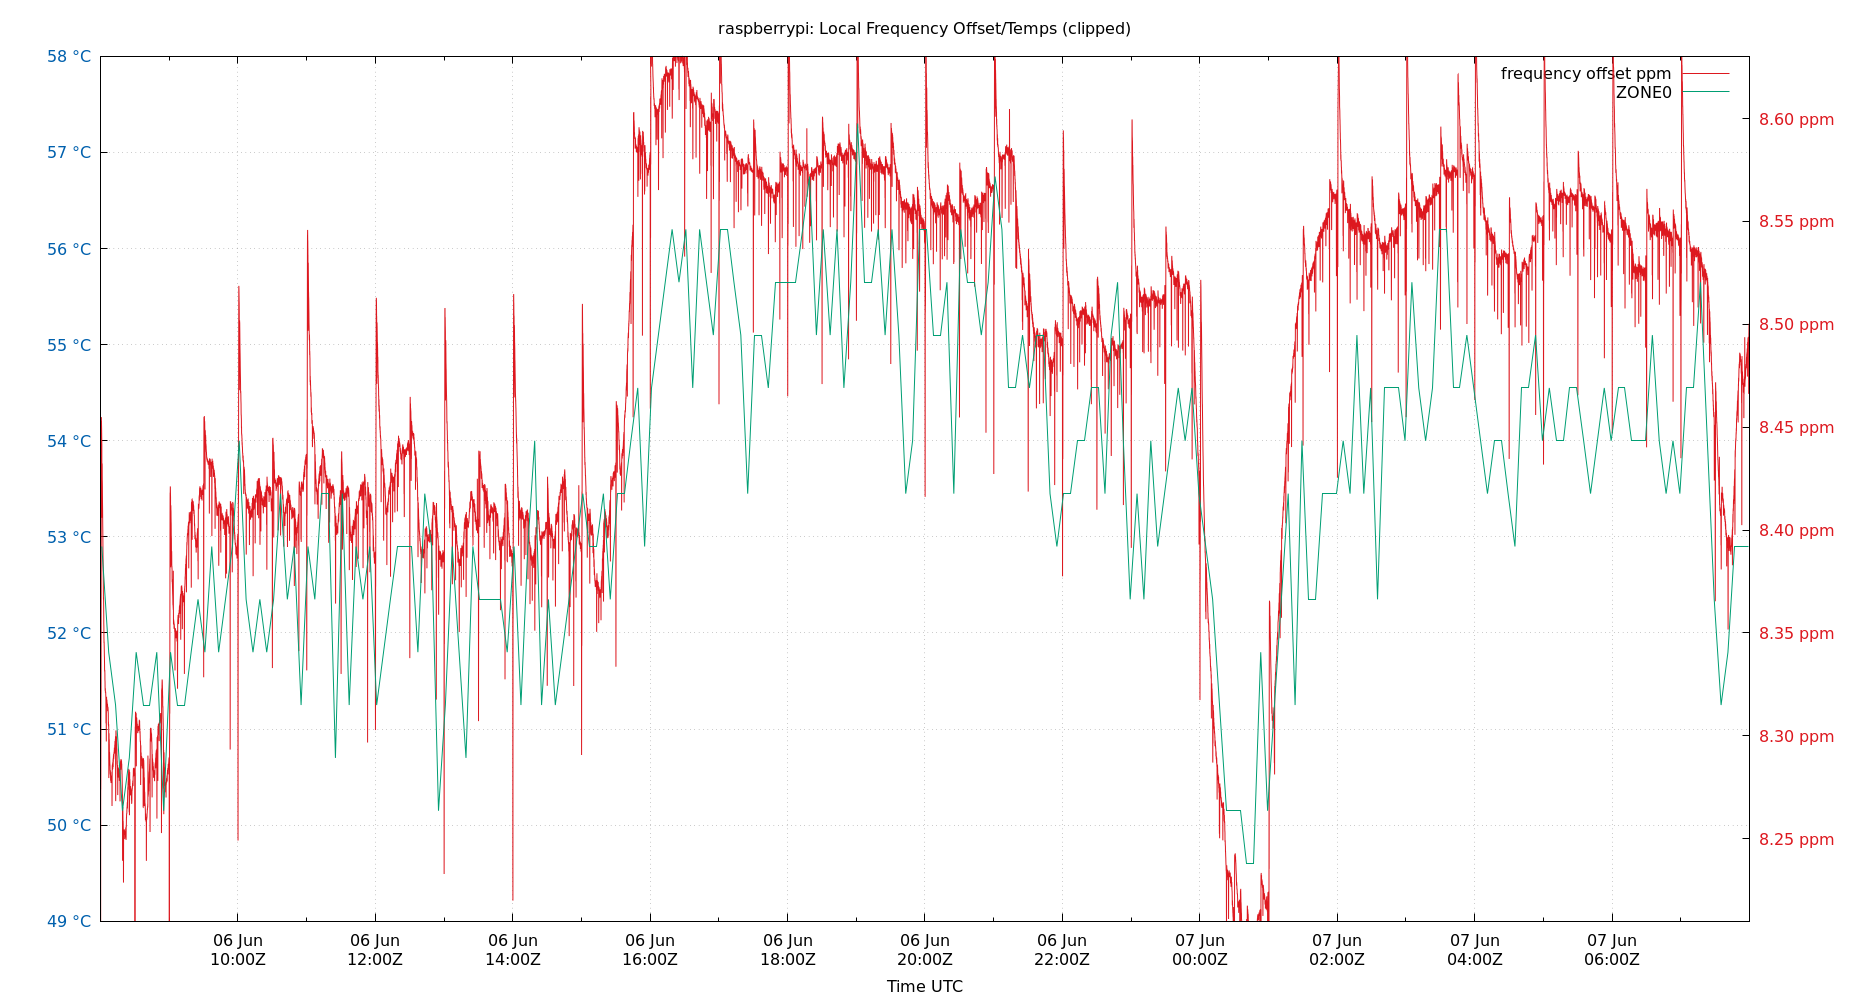 raspberrypi: Local Frequency Offset/Temps (clipped)
58 °C
57 °C
56 °C
55 °C
54 °C
53 °C
52 °C
51 °C
50 °C
49 °C
frequency offset ppm
ZONE0
8.60 ppm
8.55 ppm
8.50 ppm
8.45 ppm
8.40 ppm
8.35 ppm
8.30 ppm
8.25 ppm
06 Jun
10:00Z
06 Jun
12:00Z
06 Jun
14:00Z
06 Jun
16:00Z
06 Jun
18:00Z
06 Jun
20:00Z
06 Jun
22:00Z
07 Jun
00:00Z
07 Jun
02:00Z
07 Jun
04:00Z
07 Jun
06:00Z
Time UTC